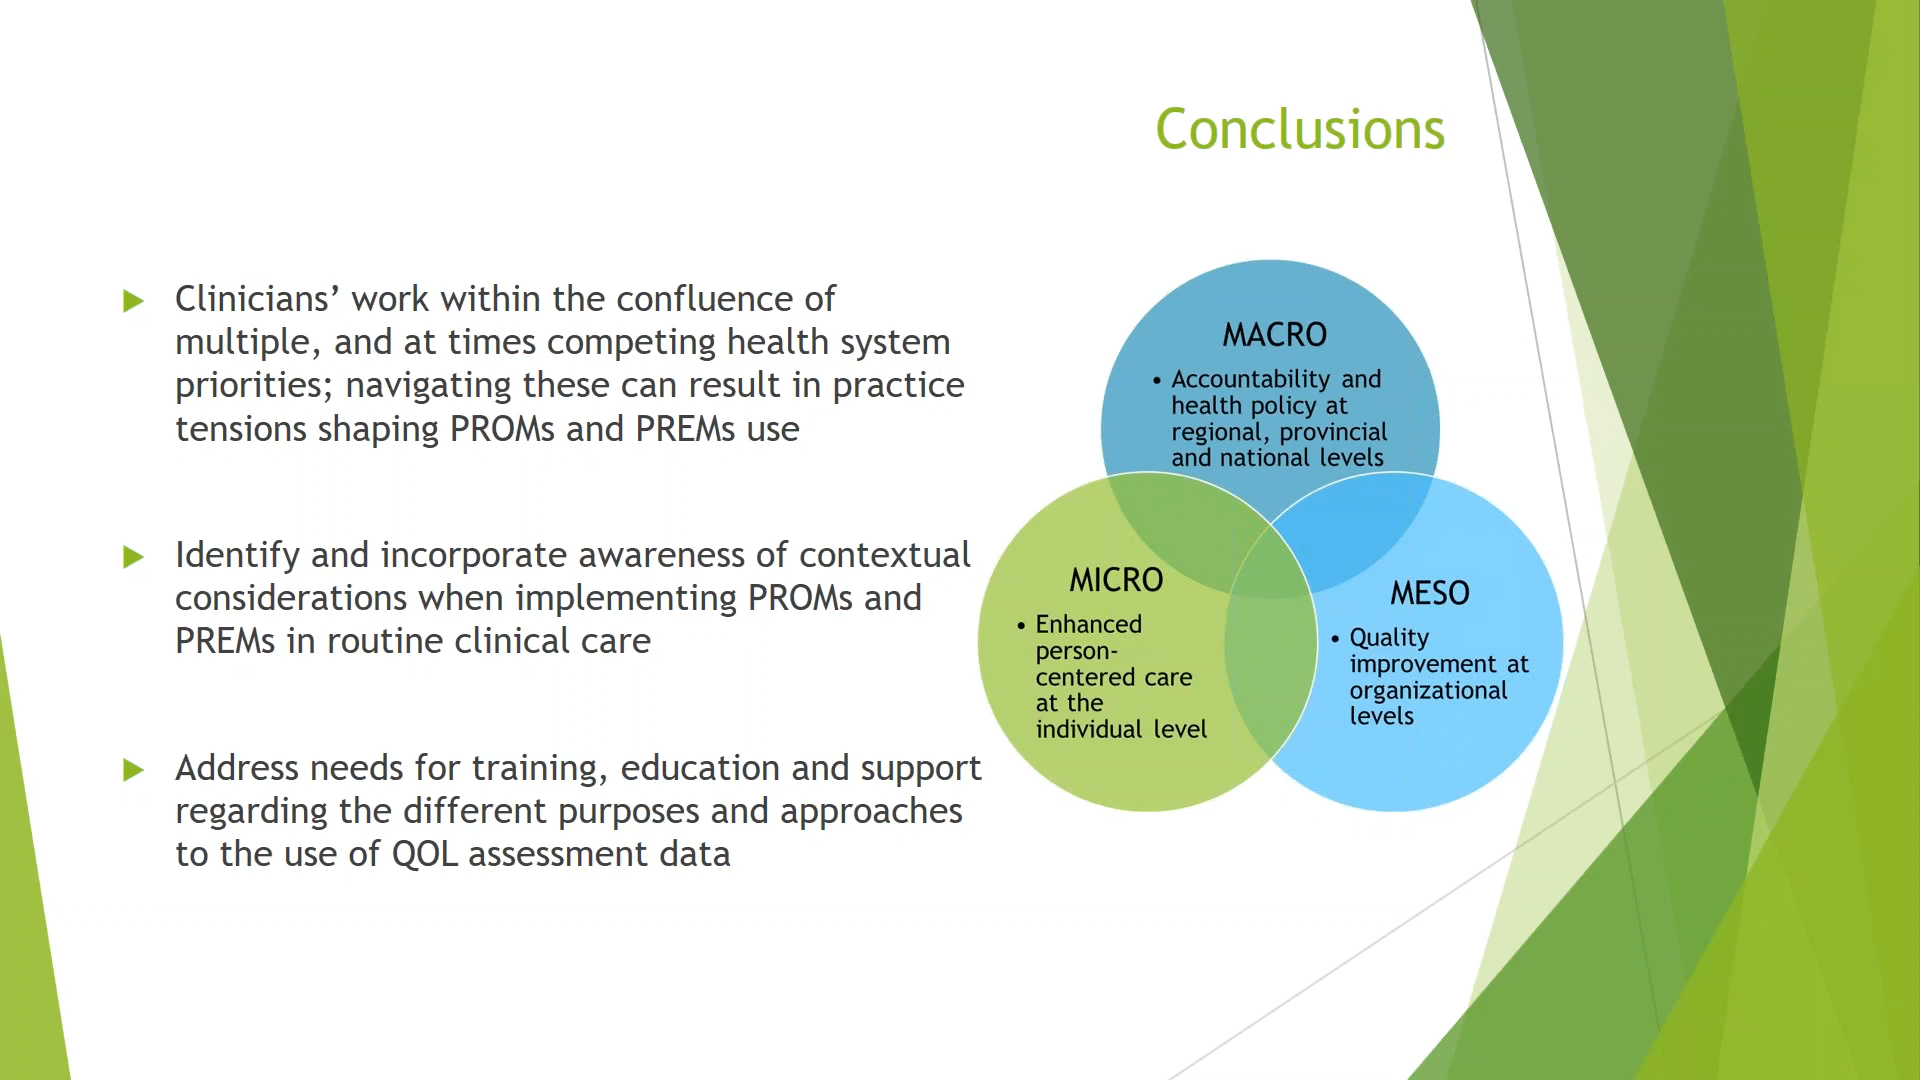 Conclusions
Clinicians’ work within the confluence of
multiple, and at times competing health system
priorities; navigating these can result in practice
tensions shaping PROMs and PREMs use
Identify and incorporate awareness of contextual
considerations when implementing PROMs and
PREMs in routine clinical care
Address needs for training, education and support
regarding the different purposes and approaches
to the use of QOL assessment data
MACRO
• Accountability and
health policy at
regional, provincial
and national levels
MICRO
• Enhanced
person-
centered care
at the
individual level
MESO
• Quality
improvement at
organizational
levels